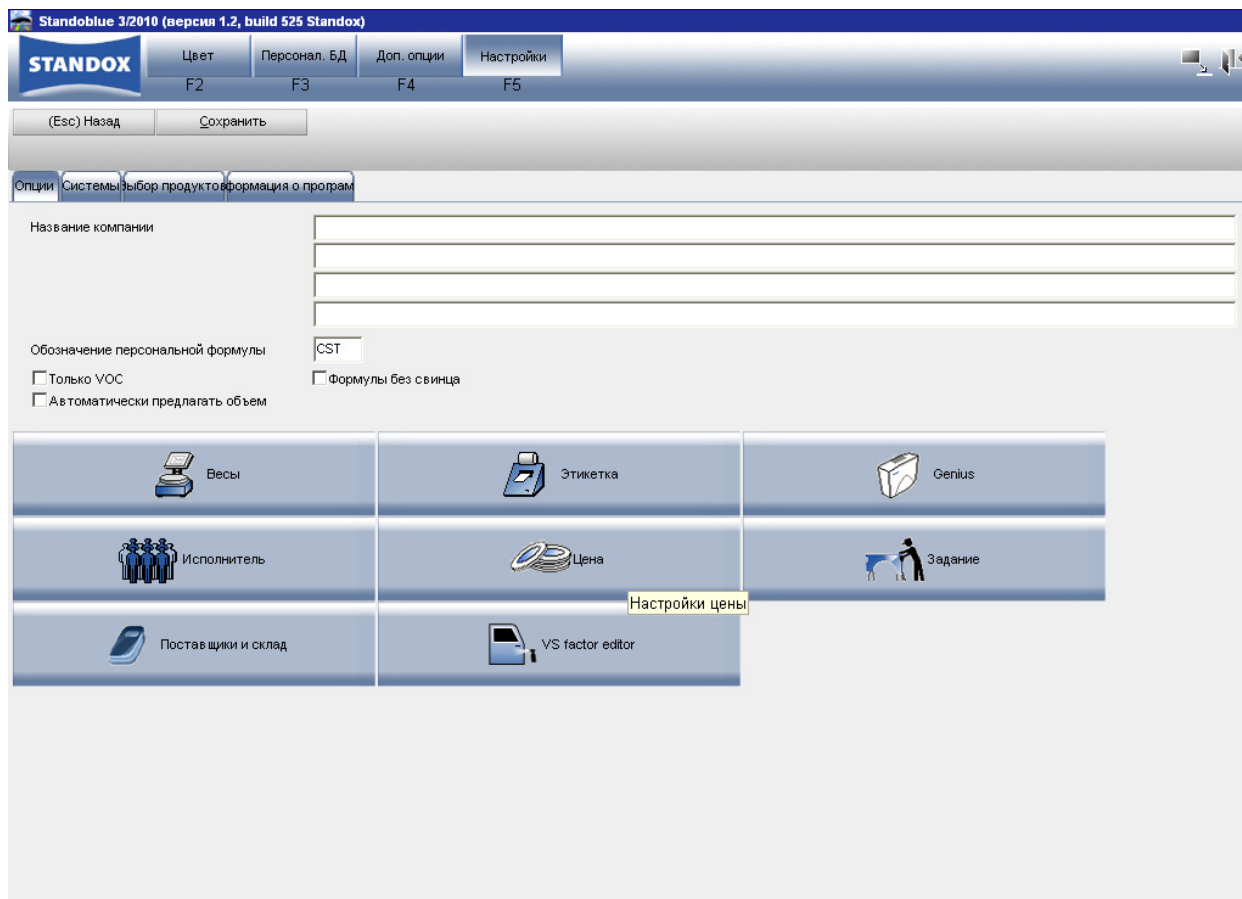 Standoblue 3/2010 (версия 1.2, build 525 Standox)
STANDOX
Цвет Персонал. БД Доп. опции Настройки
F2 F3 F4 F5
(Esc) Назад Сохранить
Опции Системы Выбор продуктов формация о програм
Название компании
Обозначение персональной формулы CST
Только VOC Формулы без свинца
Автоматически предлагать объем
Весы Этикетка Genius
Исполнитель Цена Задание
Настройки цены
Поставщики и склад VS factor editor